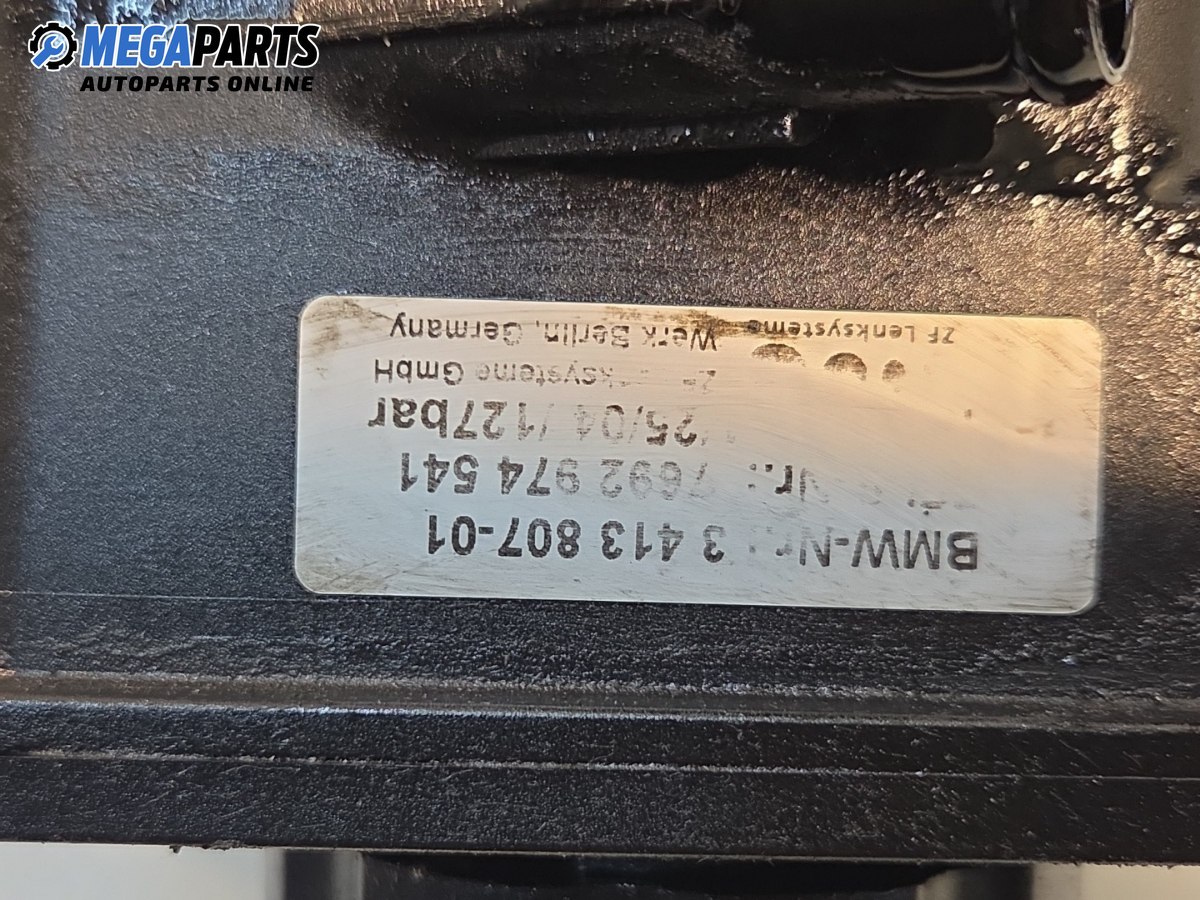 MEGAPARTS
AUTOPARTS ONLINE
BMW-Nr.: 3 413 807-01
Nr.: 7692 974 541
25/04 /127bar
ksysteme GmbH
Werk Berlin, Germany
ZF Lenksysteme